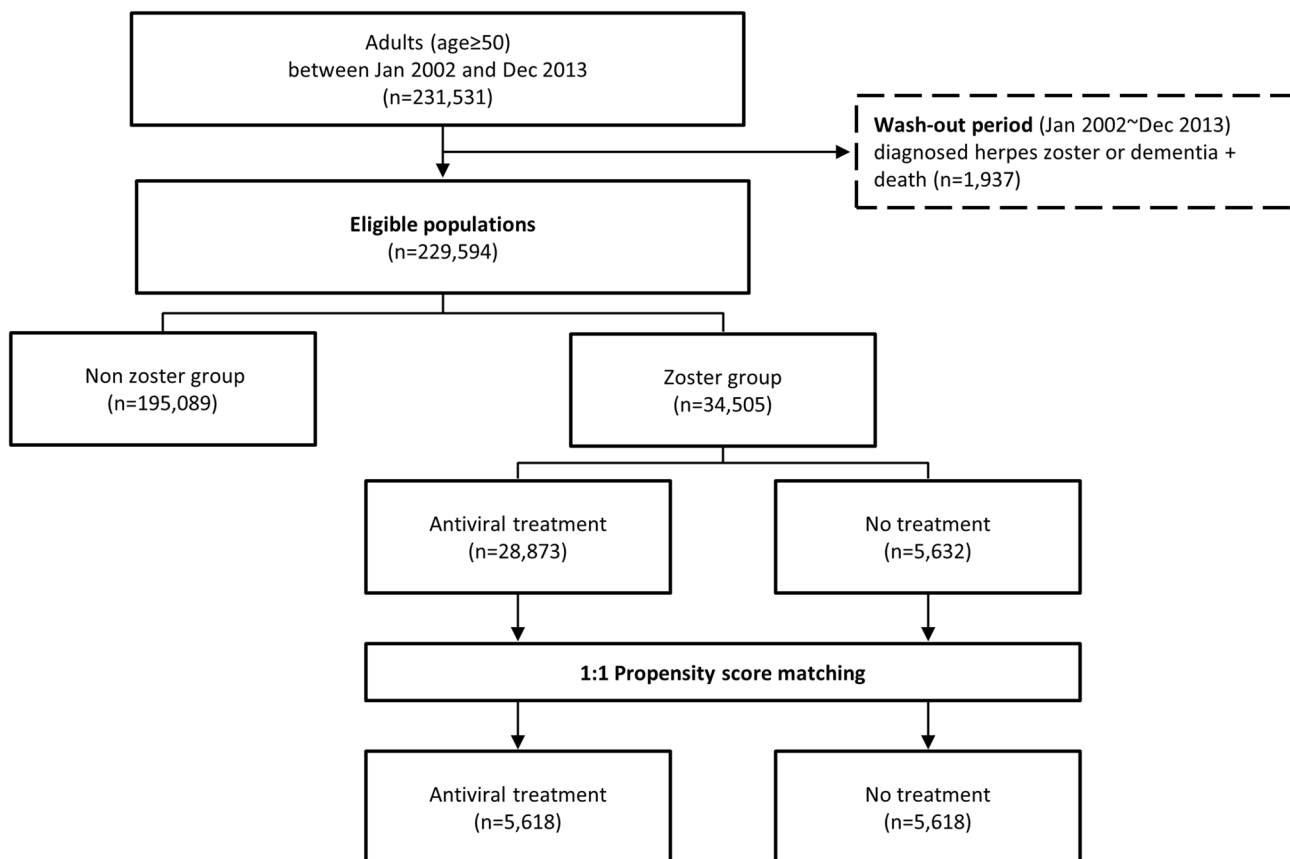 Adults (age≥50)
between Jan 2002 and Dec 2013
(n=231,531)
Wash-out period (Jan 2002~Dec 2013)
diagnosed herpes zoster or dementia +
death (n=1,937)
Eligible populations
(n=229,594)
Non zoster group
(n=195,089)
Zoster group
(n=34,505)
Antiviral treatment
(n=28,873)
No treatment
(n=5,632)
1:1 Propensity score matching
Antiviral treatment
(n=5,618)
No treatment
(n=5,618)